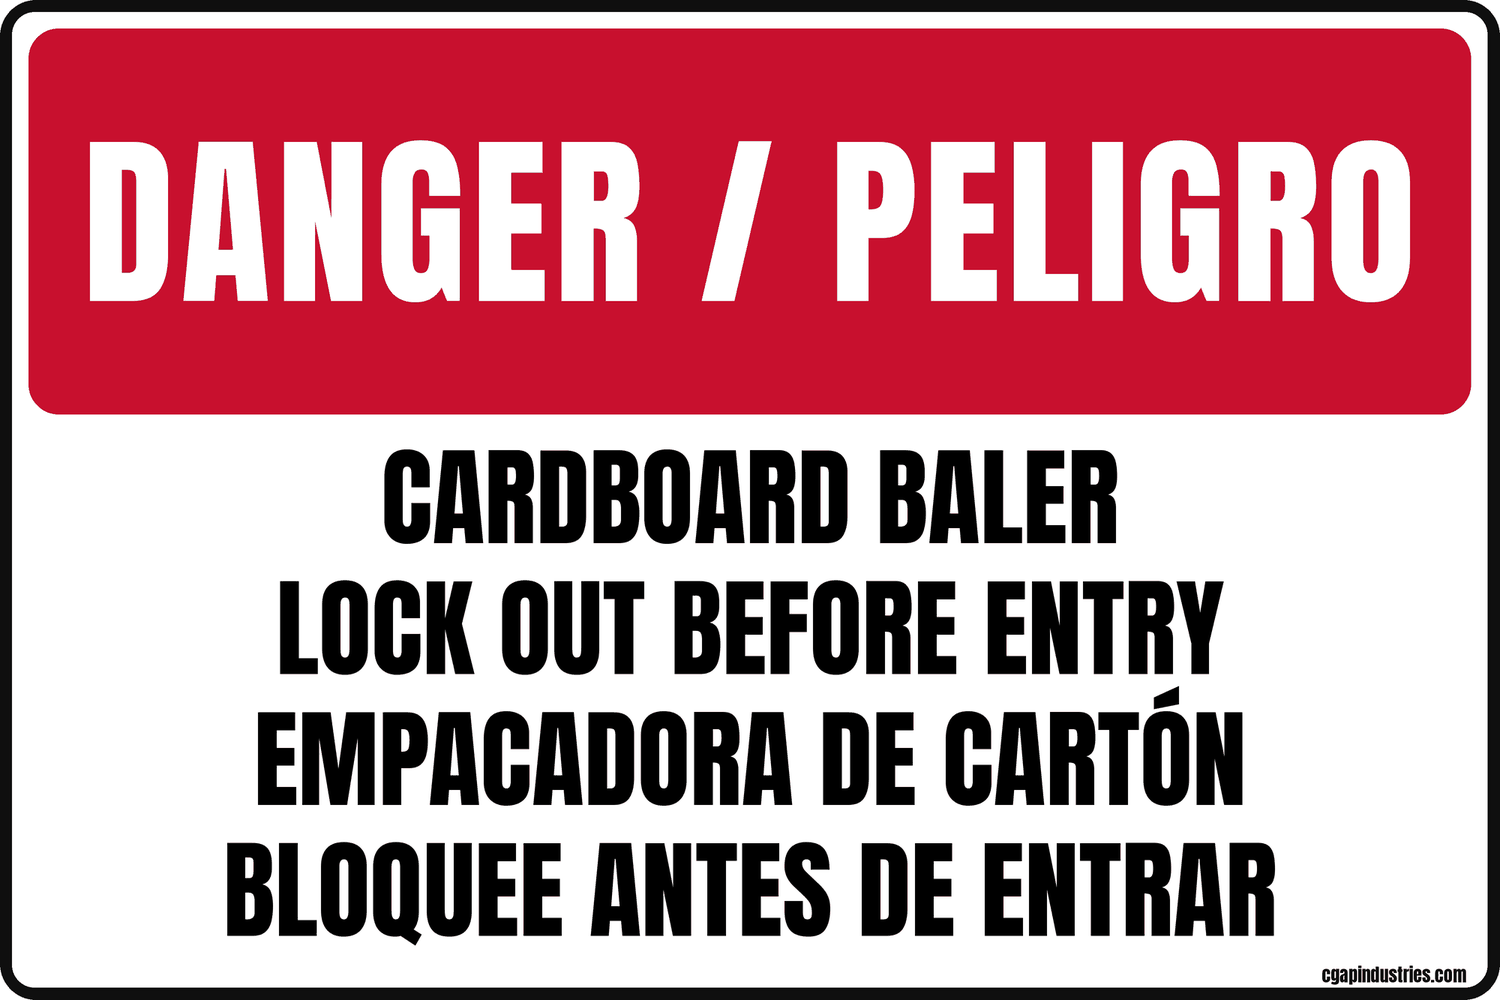 DANGER / PELIGRO
CARDBOARD BALER
LOCK OUT BEFORE ENTRY
EMPACADORA DE CARTÓN
BLOQUEE ANTES DE ENTRAR
cgapindustries.com